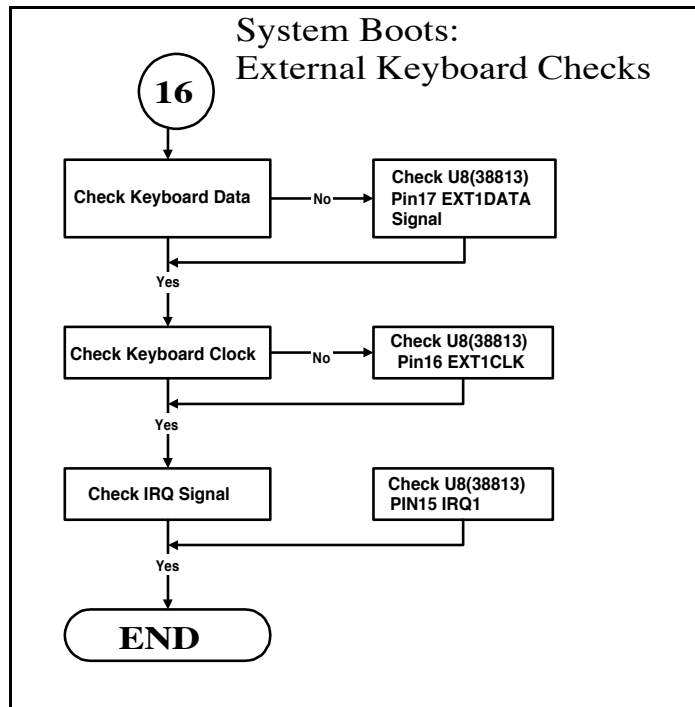 System Boots:
External Keyboard Checks
16
Check Keyboard Data
No
Check U8(38813)
Pin17 EXT1DATA
Signal
Yes
Check Keyboard Clock
No
Check U8(38813)
Pin16 EXT1CLK
Yes
Check IRQ Signal
Check U8(38813)
PIN15 IRQ1
Yes
END